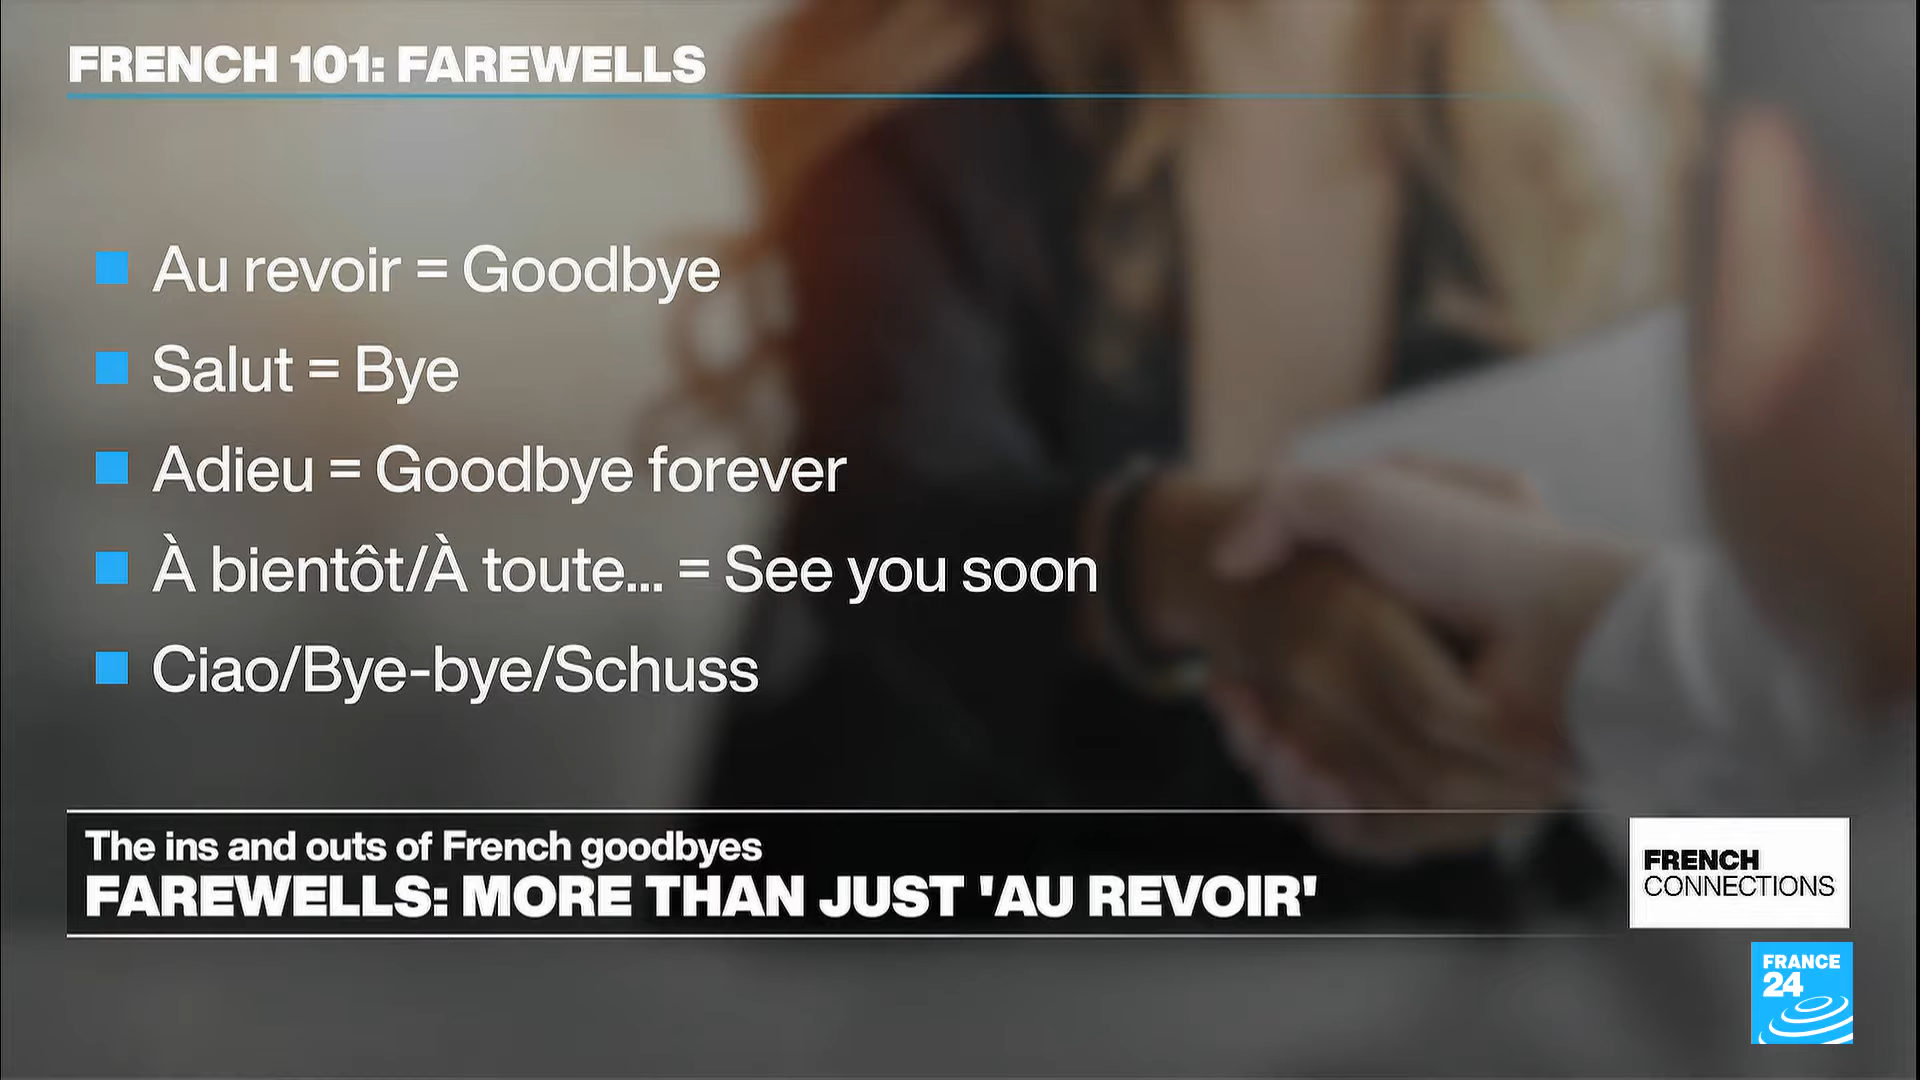 FRENCH 101: FAREWELLS
Au revoir = Goodbye
Salut = Bye
Adieu = Goodbye forever
À bientôt/À toute... = See you soon
Ciao/Bye-bye/Schuss
The ins and outs of French goodbyes
FAREWELLS: MORE THAN JUST 'AU REVOIR'
FRENCH
CONNECTIONS
FRANCE
24